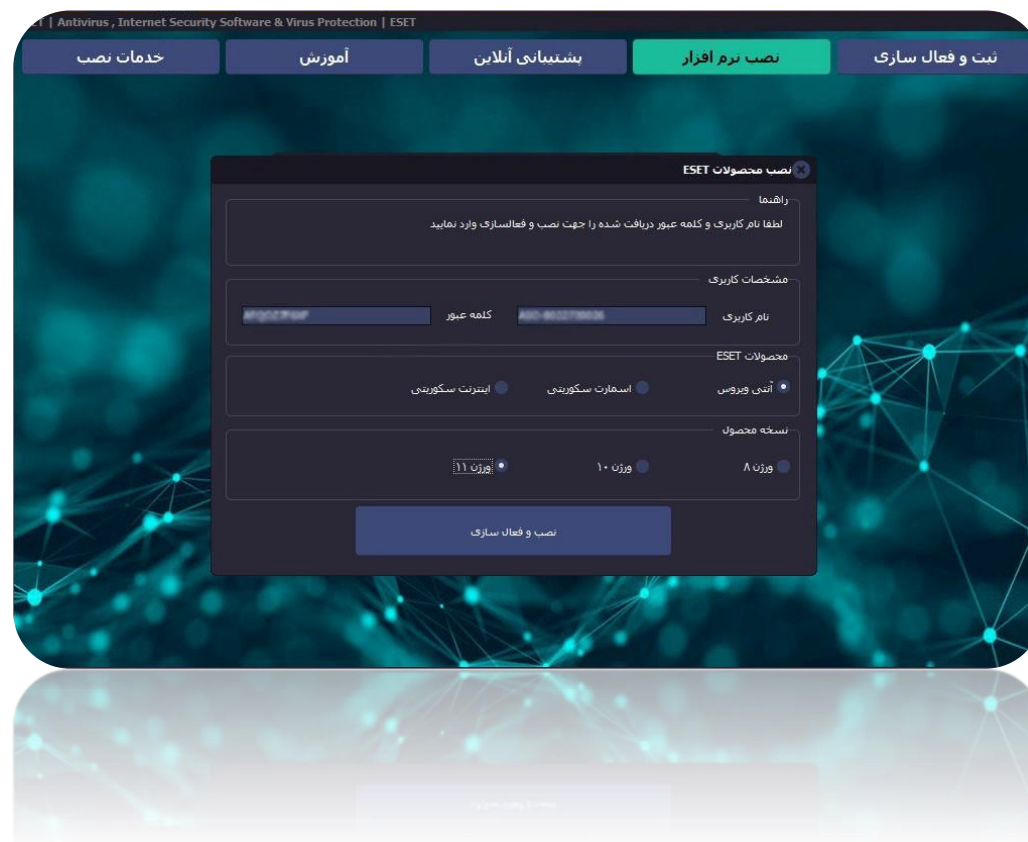 | Antivirus , Internet Security Software & Virus Protection | ESET
ثبت و فعال سازی
نصب نرم افزار
پشتیبانی آنلاین
آموزش
خدمات نصب
نصب محصولات ESET
راهنما
لطفا نام کاربری و کلمه عبور دریافت شده را جهت نصب و فعالسازی وارد نمایید
مشخصات کاربری
نام کاربری
کلمه عبور
محصولات ESET
آنتی ویروس
اسمارت سکوریتی
اینترنت سکوریتی
نسخه محصول
ورژن ۸
ورژن ۱۰
ورژن ۱۱
نصب و فعال سازی